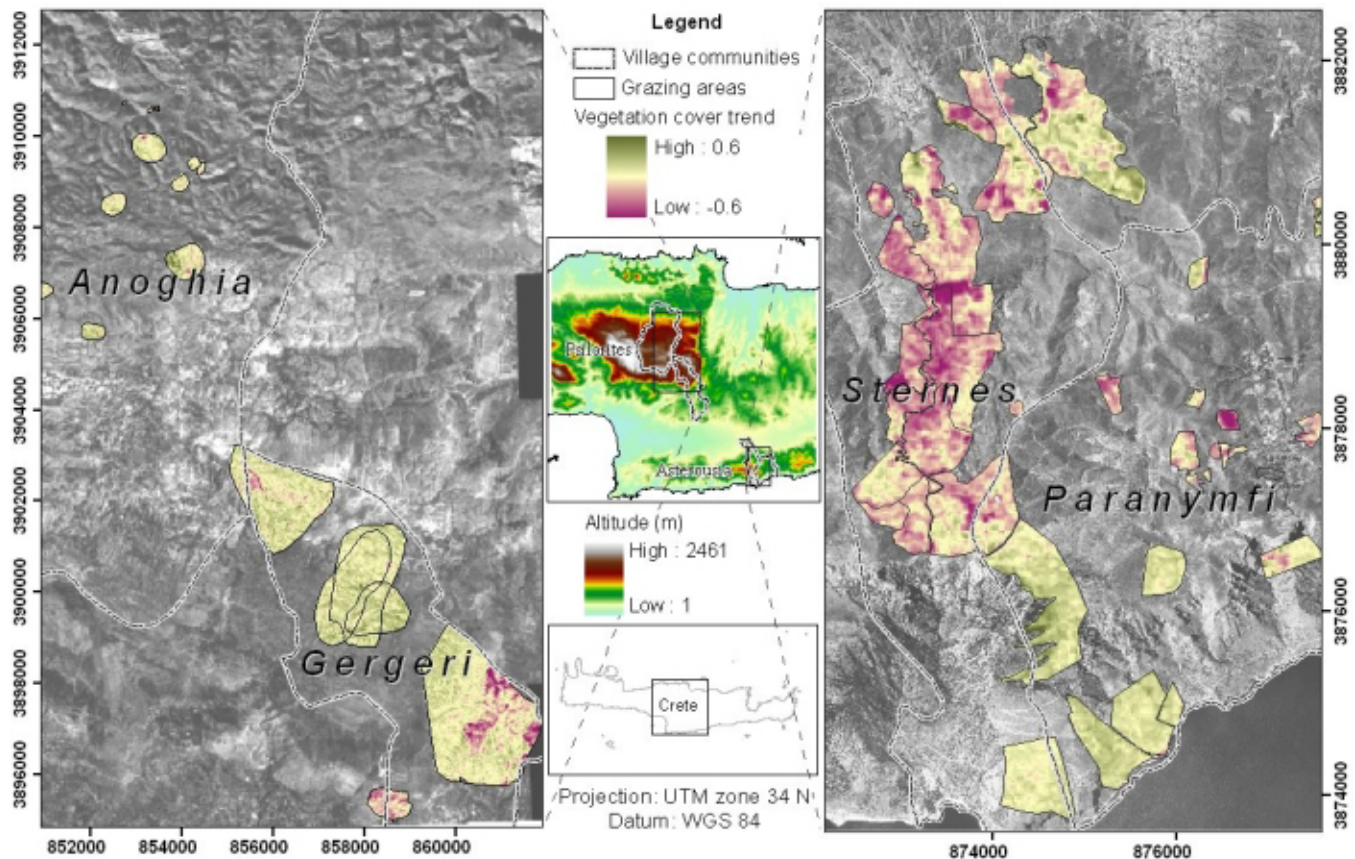 3912000
3910000
3908000
3906000
3904000
3902000
3900000
3898000
3896000
Anoghia
Gergeri
852000 854000 856000 858000 860000
Legend
Village communities
Grazing areas
Vegetation cover trend
High : 0.6
Low : -0.6
Psilorites
Asterousia
Altitude (m)
High : 2461
Low : 1
Crete
Projection: UTM zone 34 N
Datum: WGS 84
Sternes
Paranymfi
3882000
3880000
3878000
3876000
3874000
874000 876000